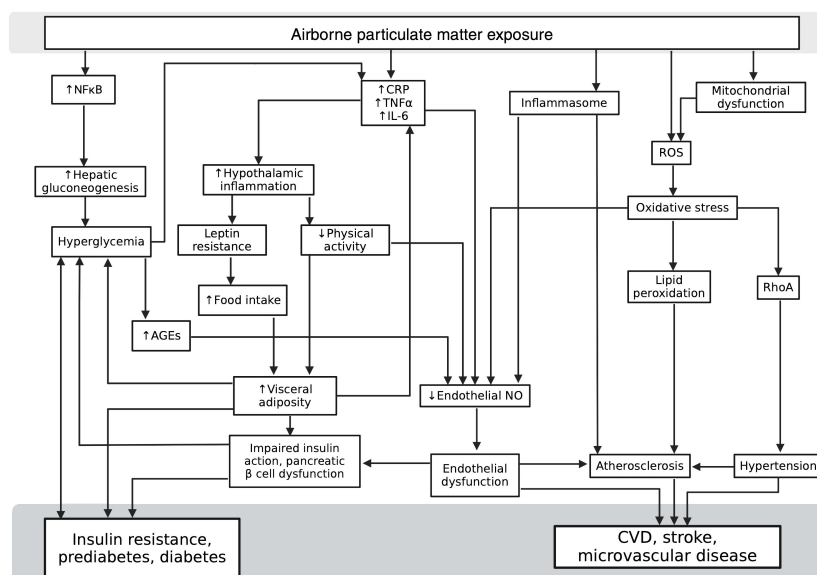 Airborne particulate matter exposure
↑NFκB
↑CRP
↑TNFα
↑IL-6
Inflammasome
Mitochondrial
dysfunction
ROS
↑Hepatic
gluconeogenesis
↑Hypothalamic
inflammation
Oxidative stress
Hyperglycemia
Leptin
resistance
↓Physical
activity
Lipid
peroxidation
RhoA
↑Food intake
↑AGEs
↑Visceral
adiposity
↓Endothelial NO
Impaired insulin
action, pancreatic
β cell dysfunction
Endothelial
dysfunction
Atherosclerosis
Hypertension
Insulin resistance,
prediabetes, diabetes
CVD, stroke,
microvascular disease